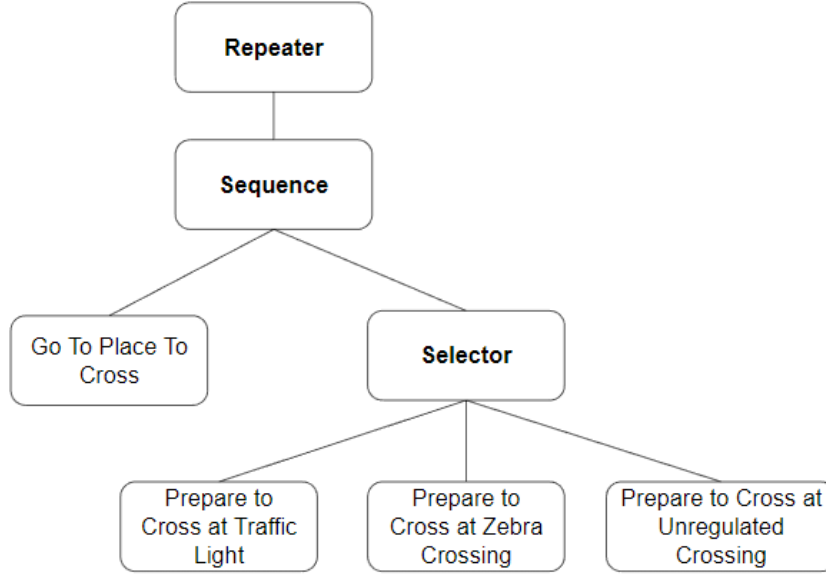 Repeater
Sequence
Go To Place To
Cross
Selector
Prepare to
Cross at Traffic
Light
Prepare to
Cross at Zebra
Crossing
Prepare to Cross at
Unregulated
Crossing